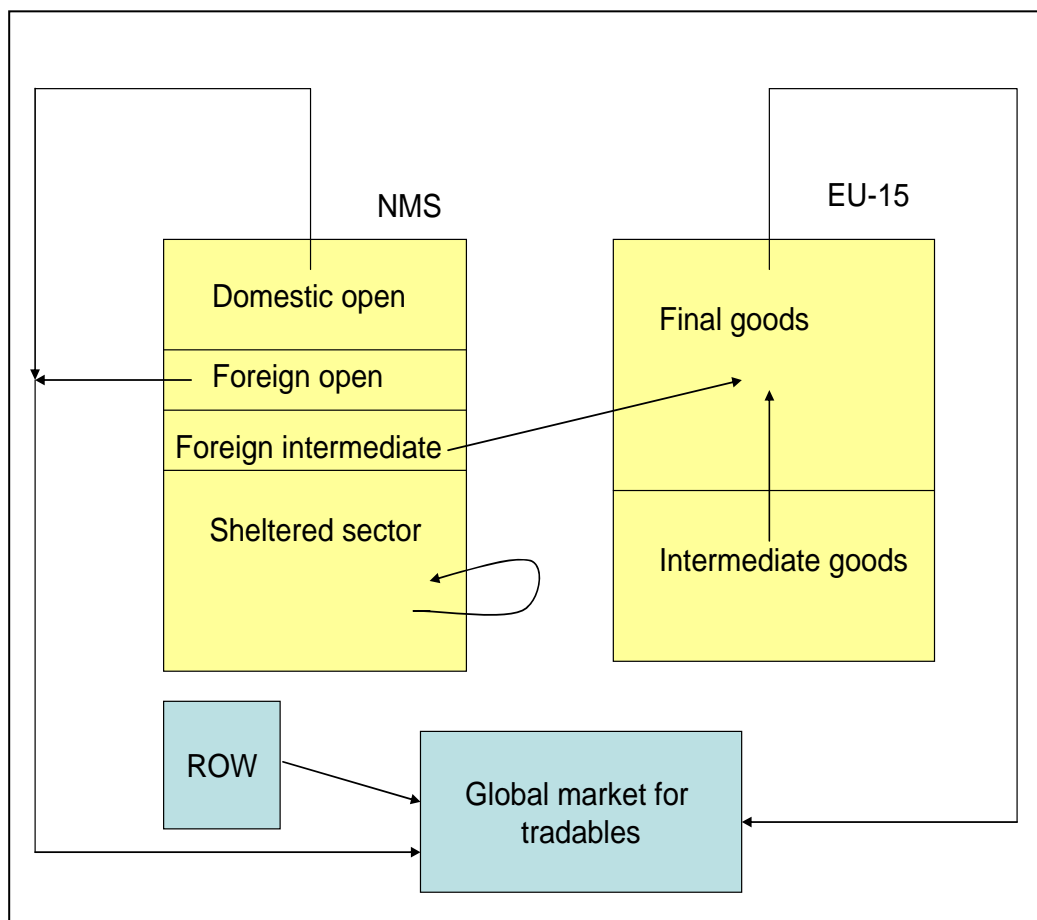 NMS
EU-15
Domestic open
Foreign open
Foreign intermediate
Sheltered sector
Final goods
Intermediate goods
ROW
Global market for
tradables